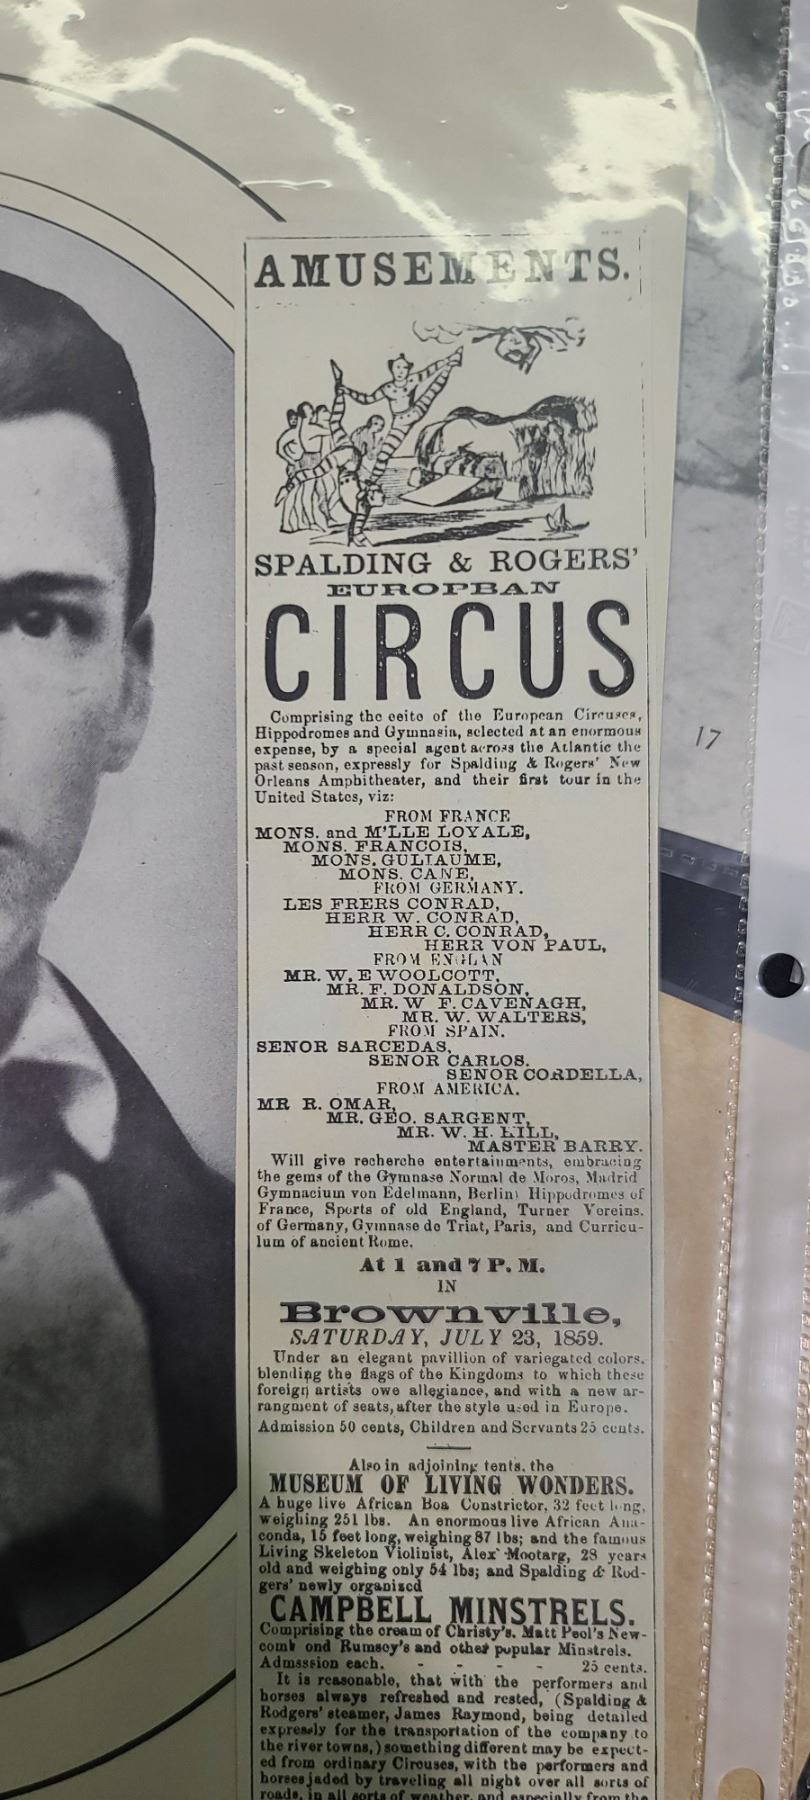 AMUSEMENTS.
SPALDING & ROGERS'
EUROPBAN
CIRCUS
Comprising the ceito of the European Circuses,
Hippodromes and Gymnasia, selected at an enormous
expense, by a special agent across the Atlantic the
past season, expressly for Spalding & Rogers' New
Orleans Amphitheater, and their first tour in the
United States, viz:
FROM FRANCE
MONS. and M'LLE LOYALE,
MONS. FRANCOIS,
MONS. GULIAUME,
MONS. CANE,
FROM GERMANY.
LES FRERS CONRAD,
HERR W. CONRAD,
HERR C. CONRAD,
HERR VON PAUL,
FROM ENGLAN
MR. W. E WOOLCOTT,
MR. F. DONALDSON,
MR. W F. CAVENAGH,
MR. W. WALTERS,
FROM SPAIN.
SENOR SARCEDAS,
SENOR CARLOS.
SENOR CORDELLA,
FROM AMERICA.
MR R. OMAR,
MR. GEO. SARGENT,
MR. W. H. HILL,
MASTER BARRY.
Will give recherche entertainments, embracing
the gems of the Gymnase Normal de Moros, Madrid
Gymnacium von Edelmann, Berlin; Hippodromes of
France, Sports of old England, Turner Vereins.
of Germany, Gymnase de Triat, Paris, and Curricu-
lum of ancient Rome.
At 1 and 7 P. M.
IN
Brownville,
SATURDAY, JULY 23, 1859.
Under an elegant pavillion of variegated colors,
blending the flags of the Kingdoms to which these
foreign artists owe allegiance, and with a new ar-
rangment of seats, after the style used in Europe.
Admission 50 cents, Children and Servants 25 cents.
Also in adjoining tents, the
MUSEUM OF LIVING WONDERS.
A huge live African Boa Constrictor, 32 feet long,
weighing 251 lbs. An enormous live African Ana-
conda, 15 feet long, weighing 87 lbs; and the famous
Living Skeleton Violinist, Alex' Mootarg, 28 years
old and weighing only 54 lbs; and Spalding & Rod-
gers' newly organised
CAMPBELL MINSTRELS.
Comprising the cream of Christy's. Matt Peel's New-
comb ond Rumsey's and other popular Minstrels.
Admsssion each. - - - - 25 cents.
It is reasonable, that with the performers and
horses always refreshed and rested, (Spalding &
Rodgers' steamer, James Raymond, being detailed
expressly for the transportation of the company to
the river towns,) something different may be expect-
ed from ordinary Circuses, with the performers and
horses jaded by traveling all night over all sorts of
roads, in all sorts of weather, and especially from the
17